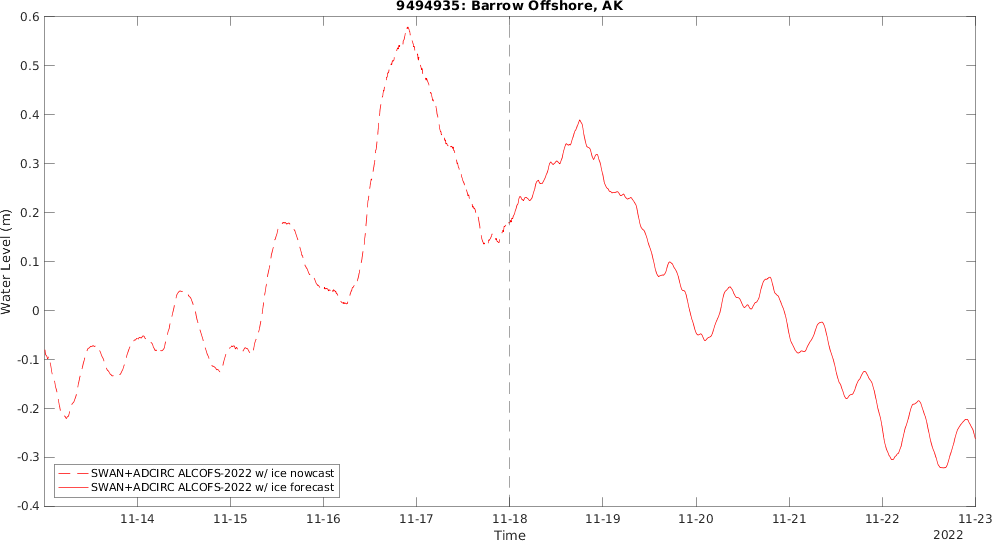 9494935: Barrow Offshore, AK
Water Level (m)
0.6
0.5
0.4
0.3
0.2
0.1
0
-0.1
-0.2
-0.3
-0.4
SWAN+ADCIRC ALCOFS-2022 w/ ice nowcast
SWAN+ADCIRC ALCOFS-2022 w/ ice forecast
11-14 11-15 11-16 11-17 11-18 11-19 11-20 11-21 11-22 11-23
Time
2022